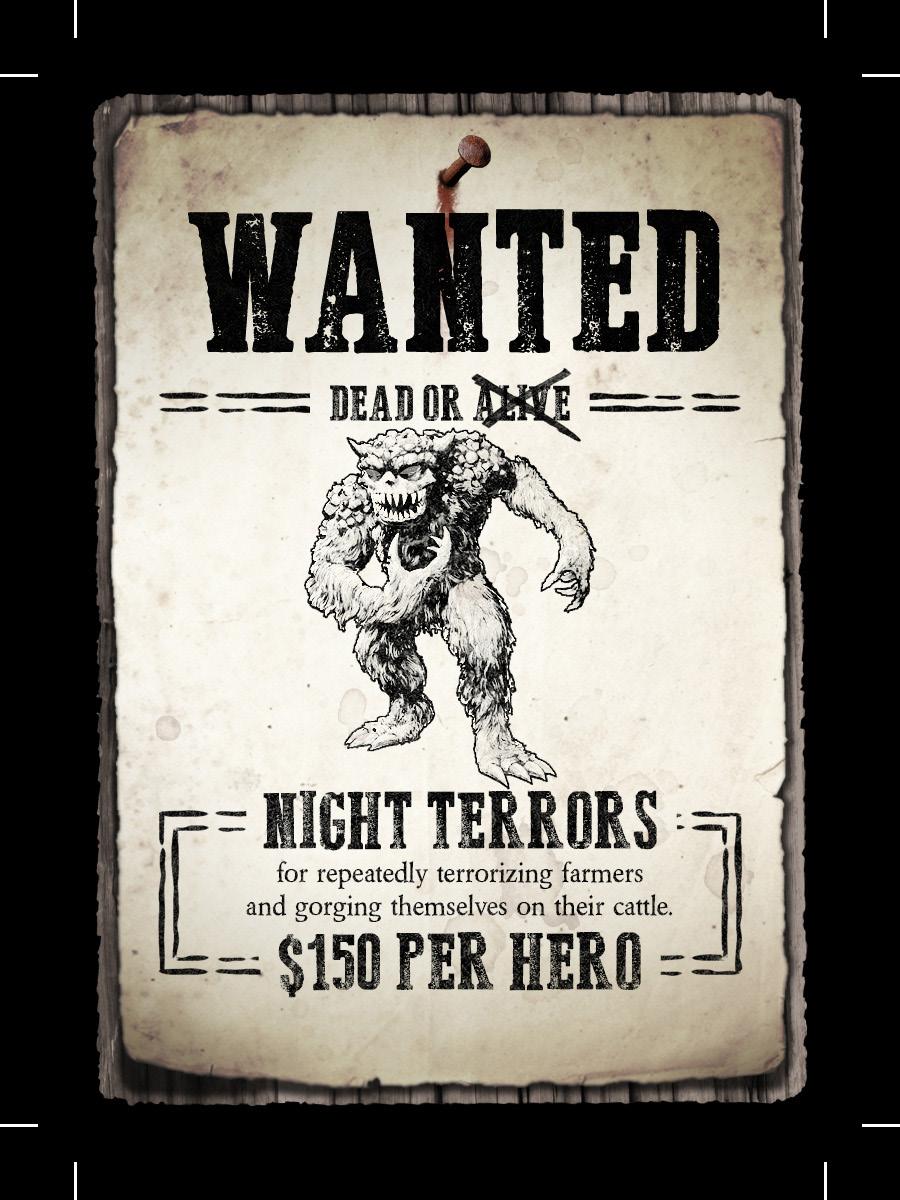 WANTED
DEAD OR ALIVE
NIGHT TERRORS
for repeatedly terrorizing farmers
and gorging themselves on their cattle.
$150 PER HERO